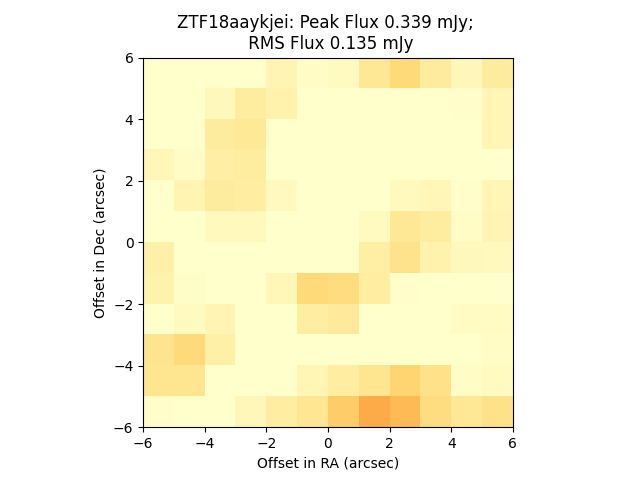 ZTF18aaykjei: Peak Flux 0.339 mJy;
RMS Flux 0.135 mJy
6
4
2
0
−2
−4
−6
Offset in Dec (arcsec)
−6 −4 −2 0 2 4 6
Offset in RA (arcsec)